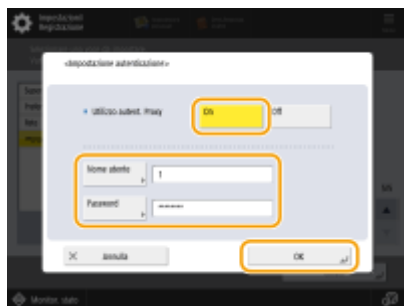 Impostazioni/
Registrazione
<Impostazione autenticazione>
Utilizzo autent. Proxy
On
Off
Nome utente
1
Password
********
Annulla
OK
Monitor stato